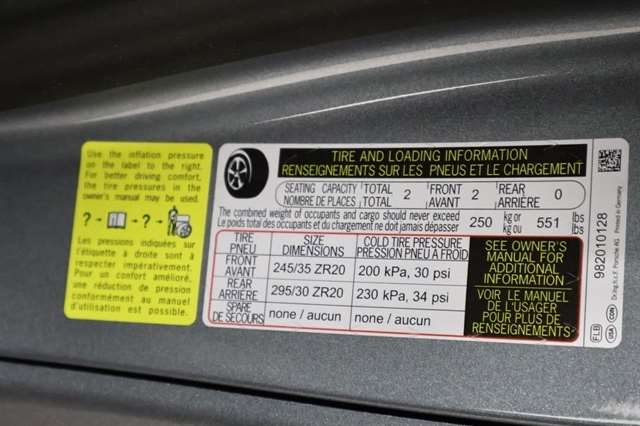 Use the inflation pressure
on the label to the right.
For better driving comfort,
the tire pressures in the
owner's manual may be used.
? → → ? →
Les pressions indiquées sur
l'étiquette à droite sont à
respecter impérativement.
Pour un confort amélioré,
une réduction de pression
conformément au manuel
d'utilisation est possible.
TIRE AND LOADING INFORMATION
RENSEIGNEMENTS SUR LES PNEUS ET LE CHARGEMENT
SEATING CAPACITY TOTAL 2 FRONT 2 REAR 0
NOMBRE DE PLACES TOTAL AVANT ARRIÈRE
The combined weight of occupants and cargo should never exceed 250 kg or 551 lbs
Le poids total des occupants et du chargement ne doit jamais dépasser kg ou lbs
TIRE SIZE COLD TIRE PRESSURE
PNEU DIMENSIONS PRESSION PNEU À FROID
FRONT
AVANT 245/35 ZR20 200 kPa, 30 psi
REAR
ARRIÈRE 295/30 ZR20 230 kPa, 34 psi
SPARE
DE SECOURS none / aucun none / aucun
SEE OWNER'S
MANUAL FOR
ADDITIONAL
INFORMATION
VOIR LE MANUEL
DE L'USAGER
POUR PLUS DE
RENSEIGNEMENTS
982010128
Dr.Ing.h.c.F. Porsche AG Printed in Germany
FLB USA CDN